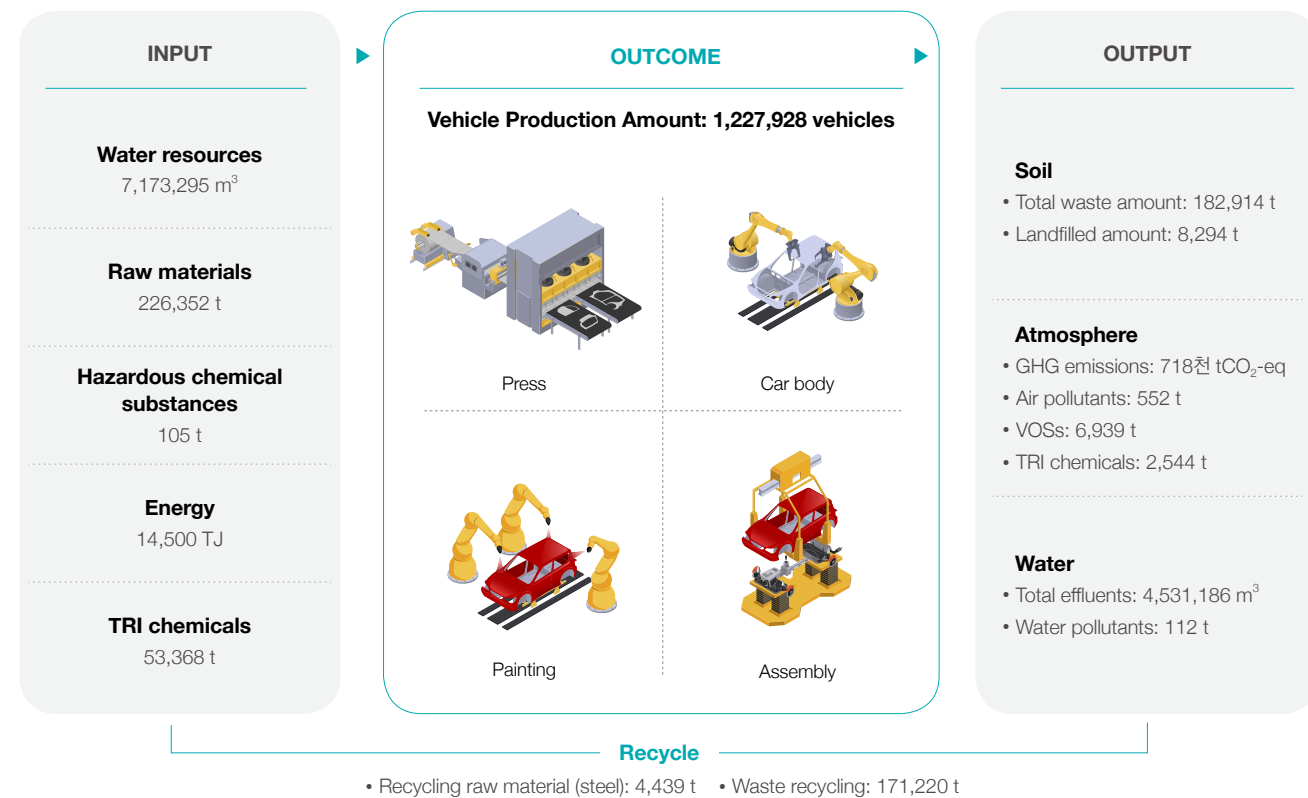 INPUT
Water resources
7,173,295 m³
Raw materials
226,352 t
Hazardous chemical
substances
105 t
Energy
14,500 TJ
TRI chemicals
53,368 t
OUTCOME
Vehicle Production Amount: 1,227,928 vehicles
Press
Car body
Painting
Assembly
OUTPUT
Soil
• Total waste amount: 182,914 t
• Landfilled amount: 8,294 t
Atmosphere
• GHG emissions: 718천 tCO₂-eq
• Air pollutants: 552 t
• VOSs: 6,939 t
• TRI chemicals: 2,544 t
Water
• Total effluents: 4,531,186 m³
• Water pollutants: 112 t
Recycle
• Recycling raw material (steel): 4,439 t • Waste recycling: 171,220 t